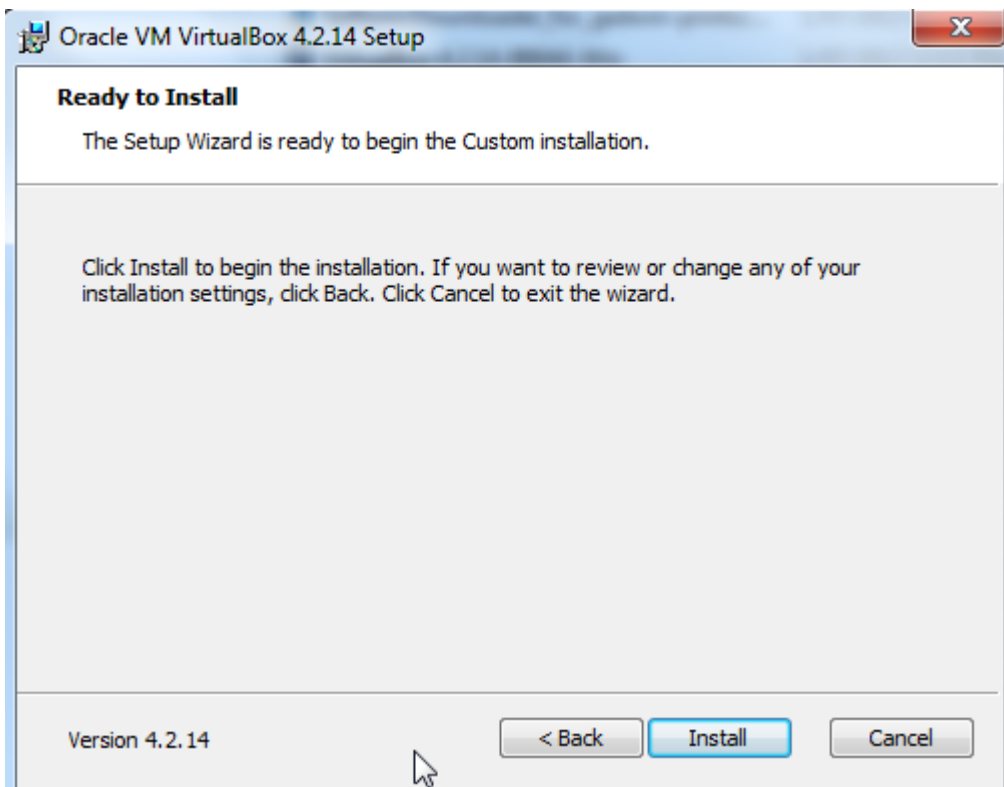 Oracle VM VirtualBox 4.2.14 Setup
Ready to Install
The Setup Wizard is ready to begin the Custom installation.
Click Install to begin the installation. If you want to review or change any of your
installation settings, click Back. Click Cancel to exit the wizard.
Version 4.2.14
< Back
Install
Cancel